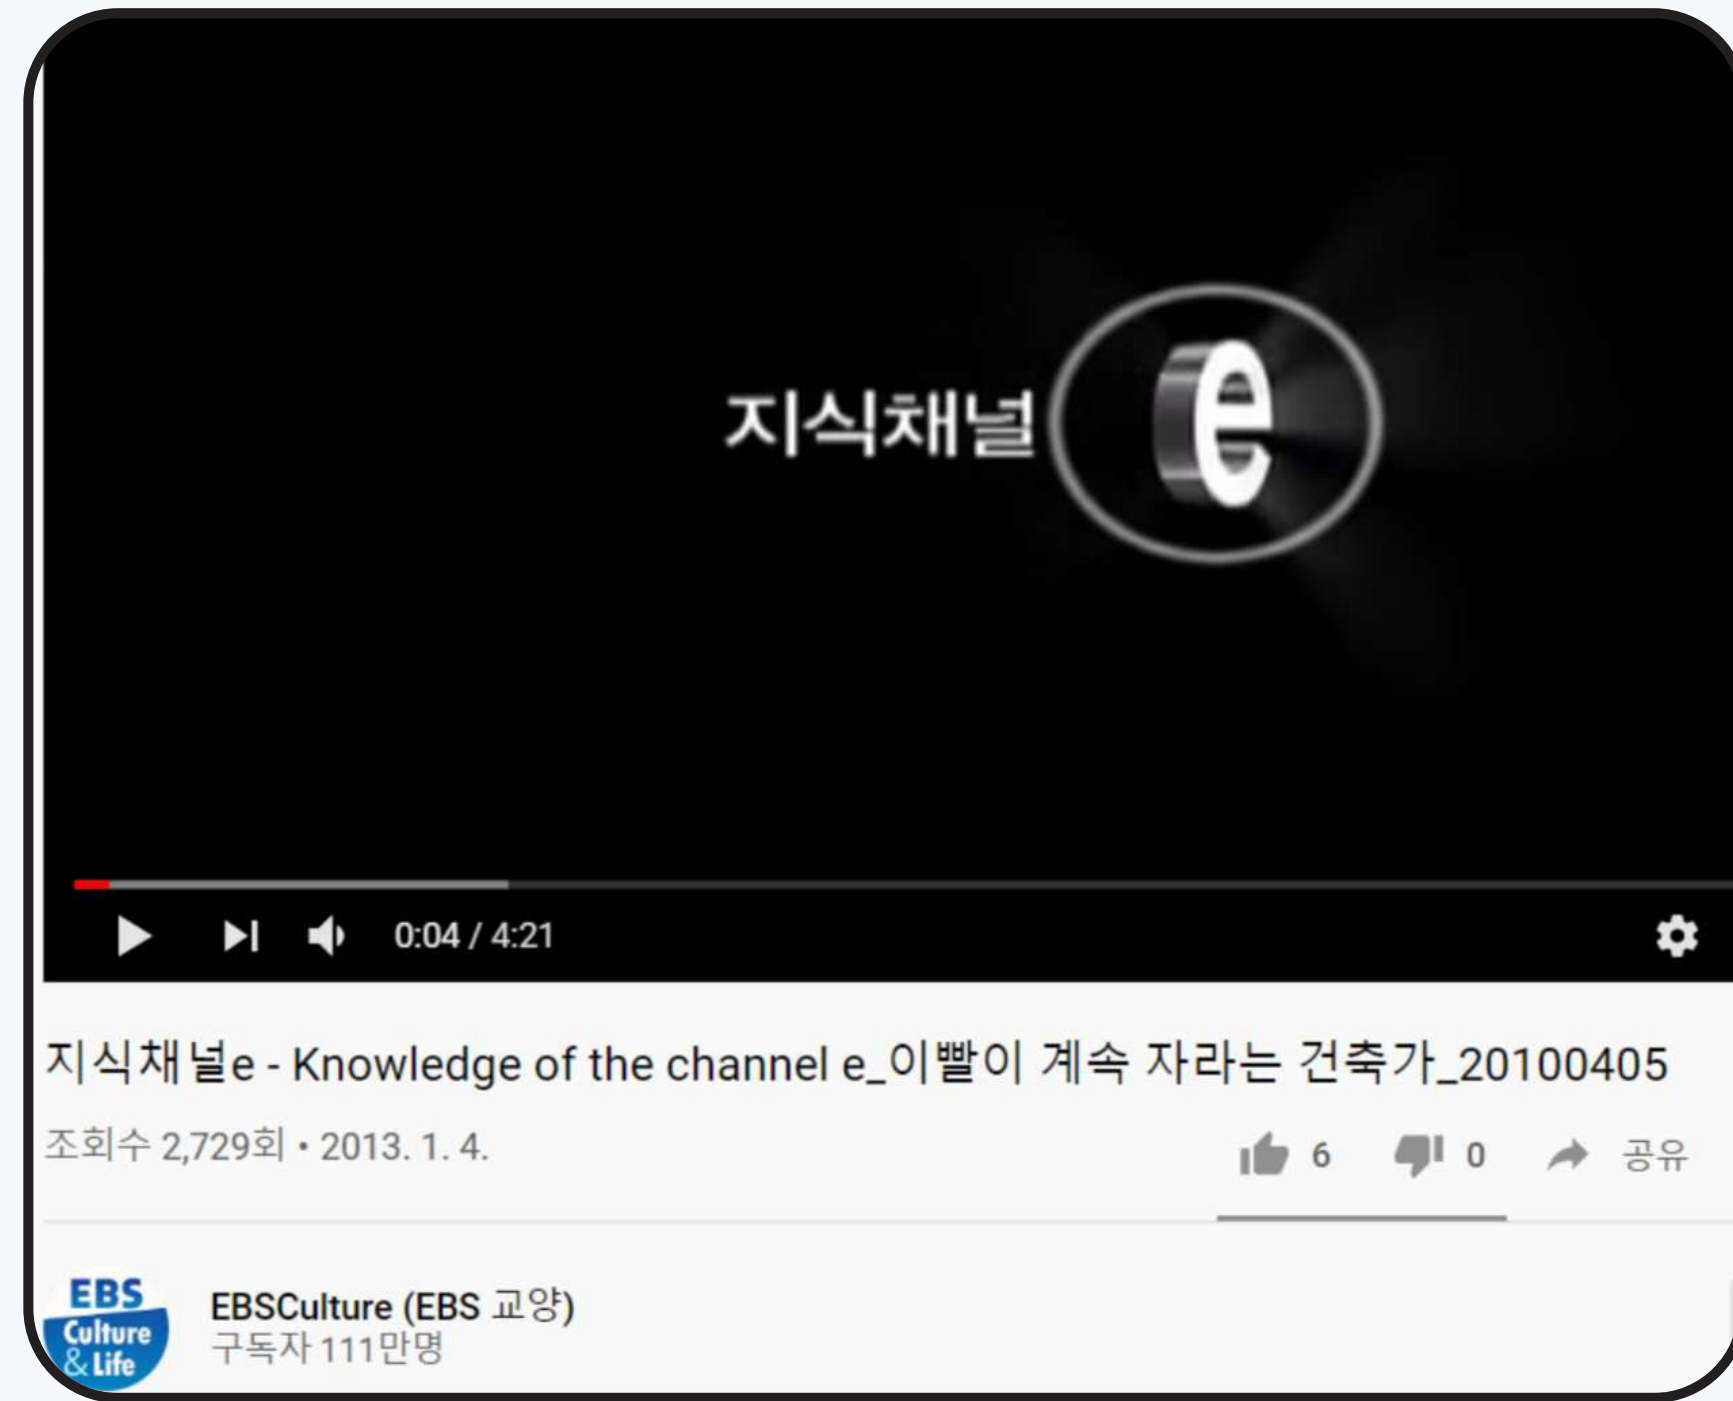 지식채널 e
0:04 / 4:21
지식채널e - Knowledge of the channel e_이빨이 계속 자라는 건축가_20100405
조회수 2,729회 • 2013. 1. 4.
6 0 공유
EBS
Culture
& Life
EBSCulture (EBS 교양)
구독자 111만명